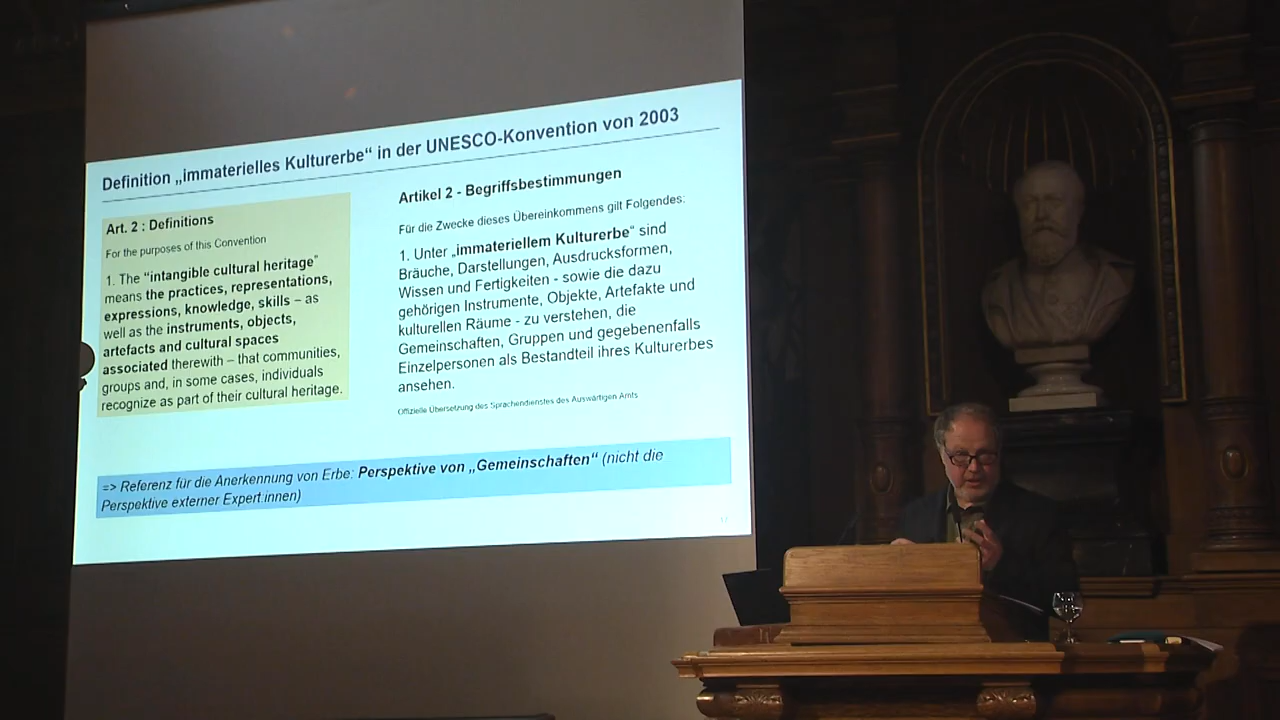 Definition „immaterielles Kulturerbe“ in der UNESCO-Konvention von 2003
Art. 2 : Definitions
For the purposes of this Convention
1. The “intangible cultural heritage”
means the practices, representations,
expressions, knowledge, skills – as
well as the instruments, objects,
artefacts and cultural spaces
associated therewith – that communities,
groups and, in some cases, individuals
recognize as part of their cultural heritage.
Artikel 2 - Begriffsbestimmungen
Für die Zwecke dieses Übereinkommens gilt Folgendes:
1. Unter „immateriellem Kulturerbe“ sind
Bräuche, Darstellungen, Ausdrucksformen,
Wissen und Fertigkeiten - sowie die dazu
gehörigen Instrumente, Objekte, Artefakte und
kulturellen Räume - zu verstehen, die
Gemeinschaften, Gruppen und gegebenenfalls
Einzelpersonen als Bestandteil ihres Kulturerbes
ansehen.
Offizielle Übersetzung des Sprachendienstes des Auswärtigen Amts
=> Referenz für die Anerkennung von Erbe: Perspektive von „Gemeinschaften“ (nicht die
Perspektive externer Expert:innen)